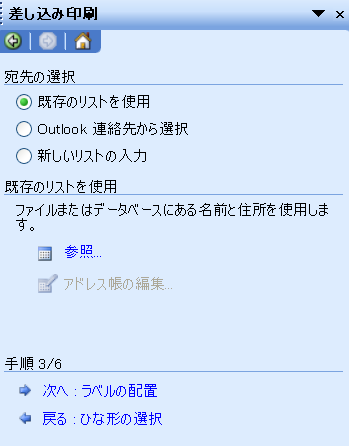 差し込み印刷
宛先の選択
既存のリストを使用
Outlook 連絡先から選択
新しいリストの入力
既存のリストを使用
ファイルまたはデータベースにある名前と住所を使用しま
す。
参照...
アドレス帳の編集...
手順 3/6
次へ : ラベルの配置
戻る : ひな形の選択